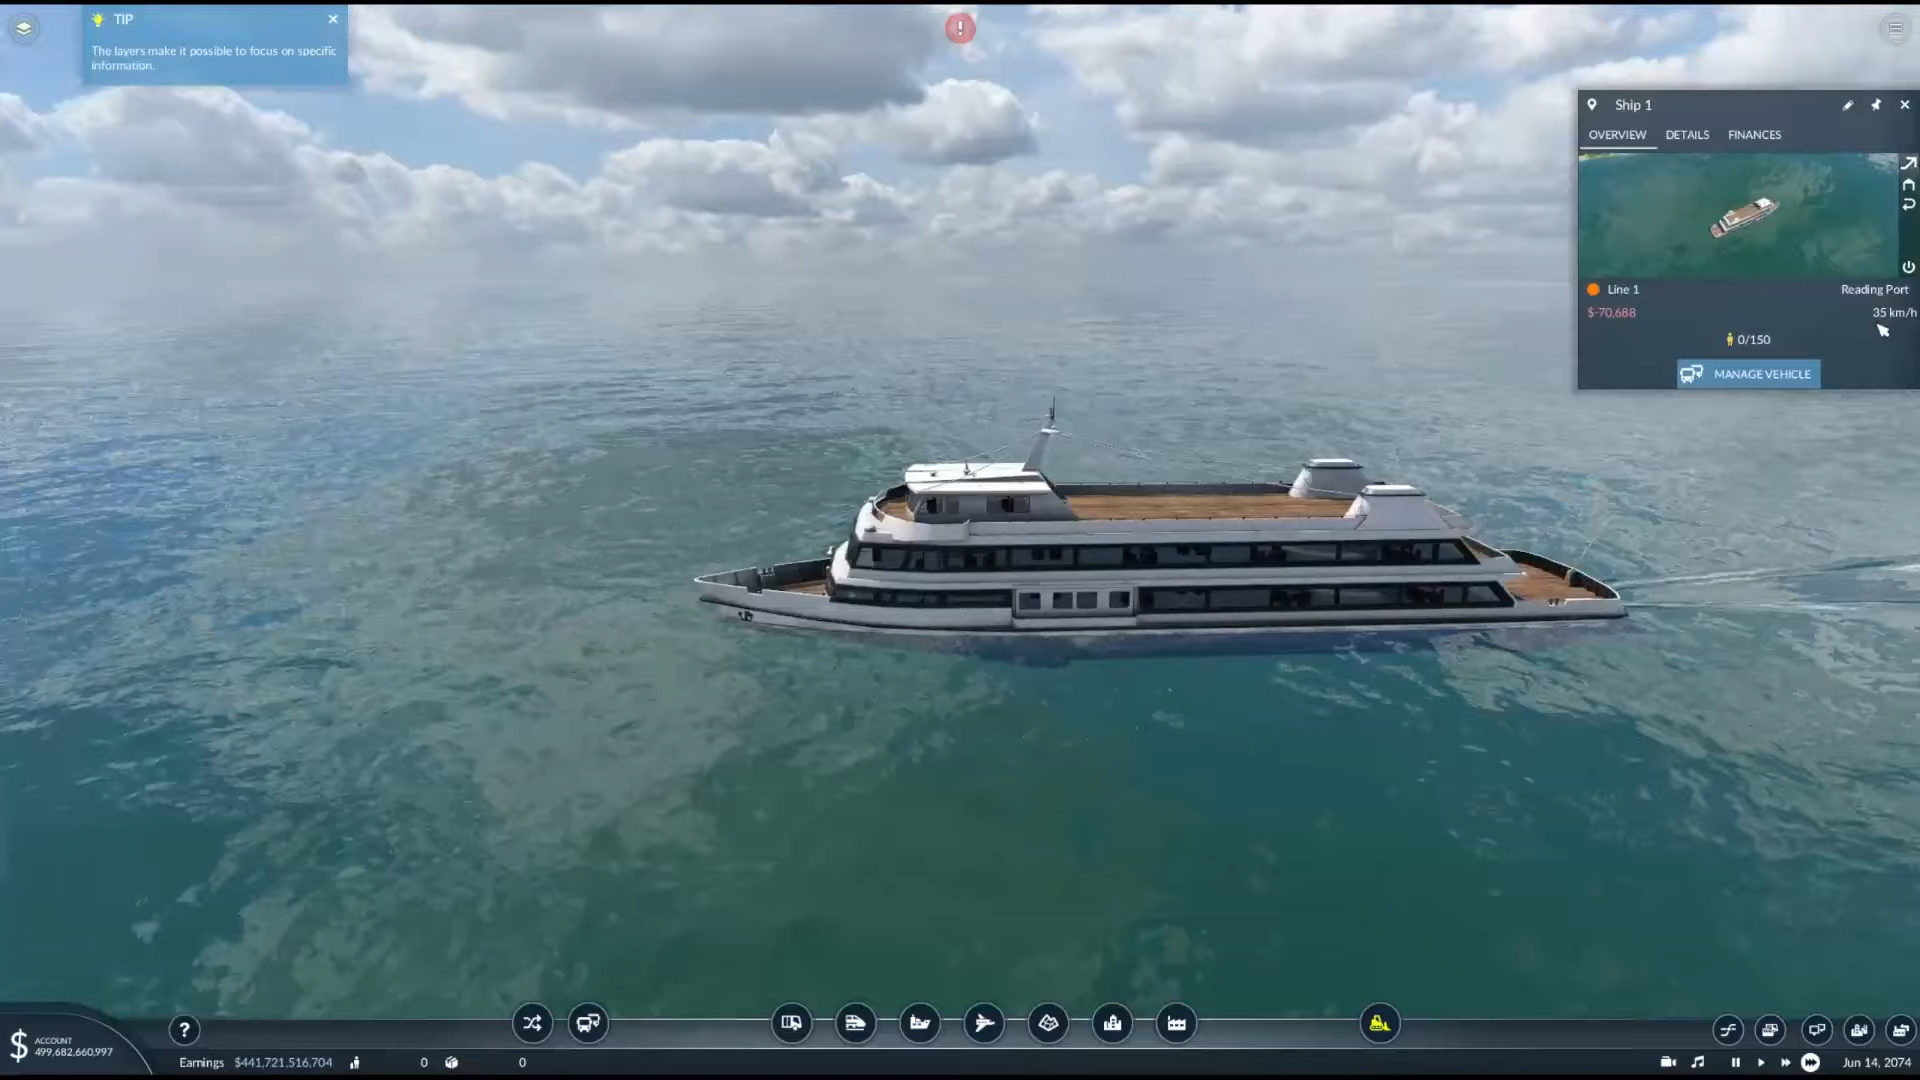 TIP
The layers make it possible to focus on specific
information.
!
Ship 1
OVERVIEW DETAILS FINANCES
Line 1 Reading Port
$-70,688 35 km/h
0/150
MANAGE VEHICLE
$ ACCOUNT
499,682,660,997
?
Earnings $441,721,516,704 0 0
Jun 14, 2074